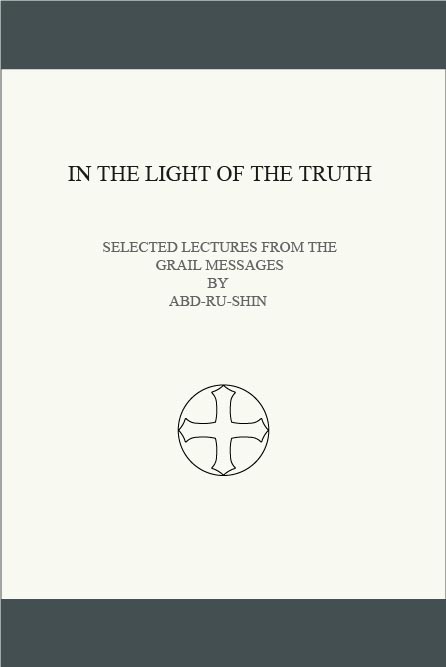 IN THE LIGHT OF THE TRUTH
SELECTED LECTURES FROM THE
GRAIL MESSAGES
BY
ABD-RU-SHIN